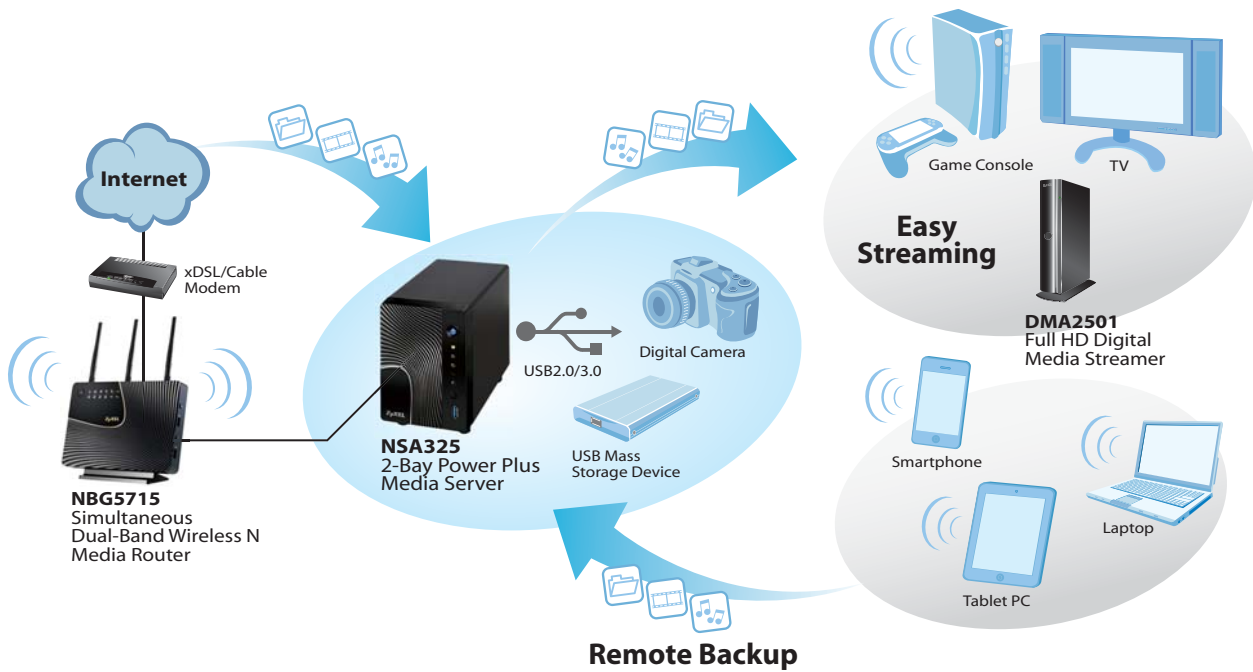 Internet
xDSL/Cable
Modem
ZyXEL
NBG5715
Simultaneous
Dual-Band Wireless N
Media Router
ZyXEL
NSA325
2-Bay Power Plus
Media Server
USB2.0/3.0
Digital Camera
USB Mass
Storage Device
Game Console
TV
Easy
Streaming
DMA2501
Full HD Digital
Media Streamer
Smartphone
Laptop
Tablet PC
Remote Backup